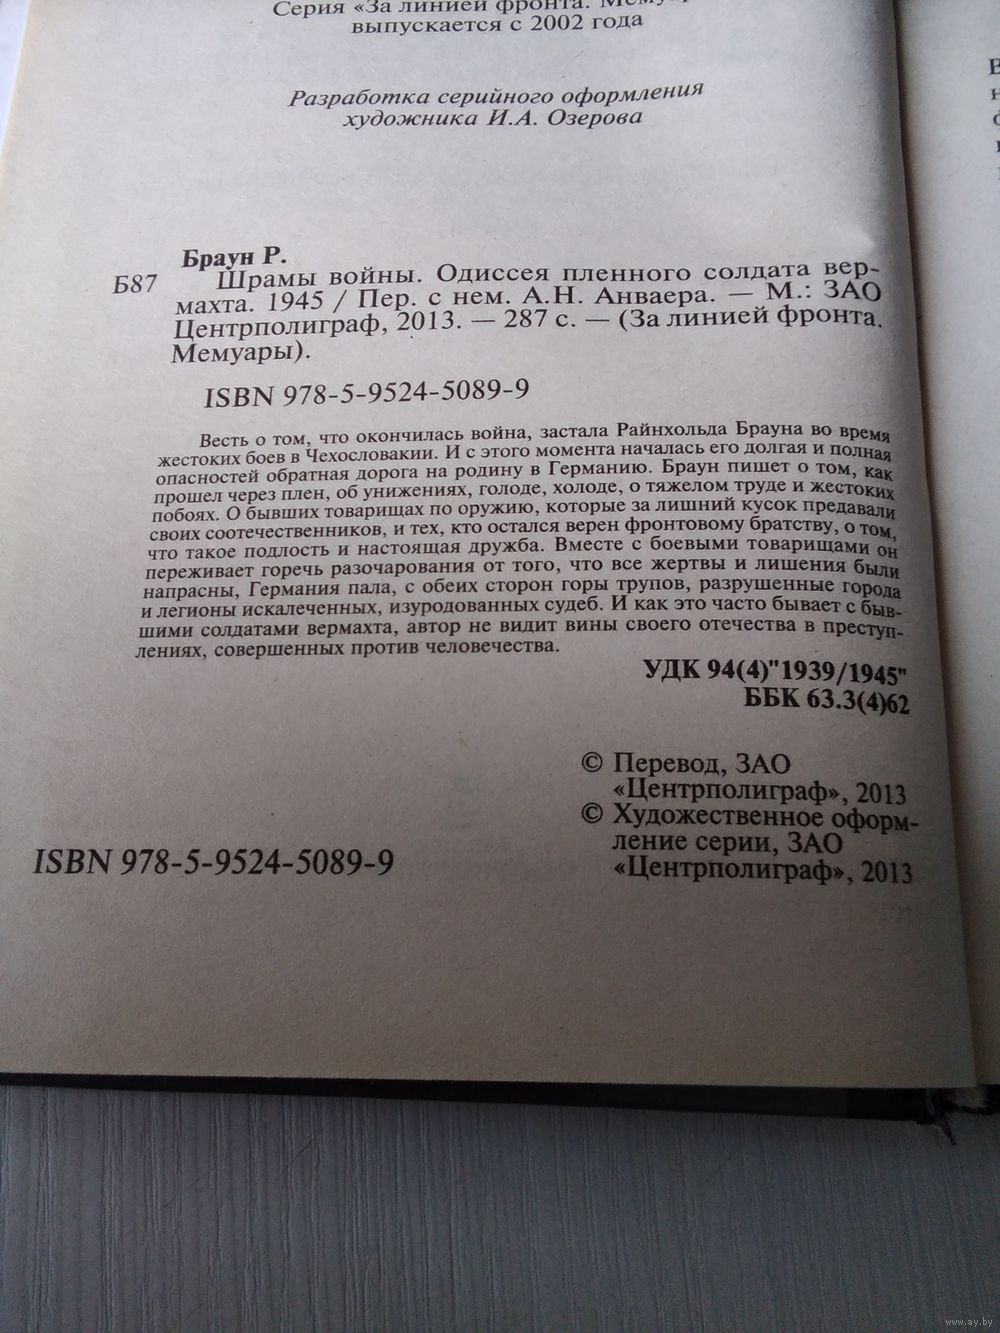 Серия «За линией фронта. Мемуар
выпускается с 2002 года
Разработка серийного оформления
художника И.А. Озерова
Браун Р.
Б87 Шрамы войны. Одиссея пленного солдата вер-
махта. 1945 / Пер. с нем. А.Н. Анваера. — М.: ЗАО
Центрполиграф, 2013. — 287 с. — (За линией фронта.
Мемуары).
ISBN 978-5-9524-5089-9
Весть о том, что окончилась война, застала Райнхольда Брауна во время
жестоких боев в Чехословакии. И с этого момента началась его долгая и полная
опасностей обратная дорога на родину в Германию. Браун пишет о том, как
прошел через плен, об унижениях, голоде, холоде, о тяжелом труде и жестоких
побоях. О бывших товарищах по оружию, которые за лишний кусок предавали
своих соотечественников, и тех, кто остался верен фронтовому братству, о том,
что такое подлость и настоящая дружба. Вместе с боевыми товарищами он
переживает горечь разочарования от того, что все жертвы и лишения были
напрасны, Германия пала, с обеих сторон горы трупов, разрушенные города
и легионы искалеченных, изуродованных судеб. И как это часто бывает с быв-
шими солдатами вермахта, автор не видит вины своего отечества в преступ-
лениях, совершенных против человечества.
УДК 94(4)"1939/1945"
ББК 63.3(4)62
© Перевод, ЗАО
«Центрполиграф», 2013
© Художественное оформ-
ление серии, ЗАО
«Центрполиграф», 2013
ISBN 978-5-9524-5089-9
www.ay.by